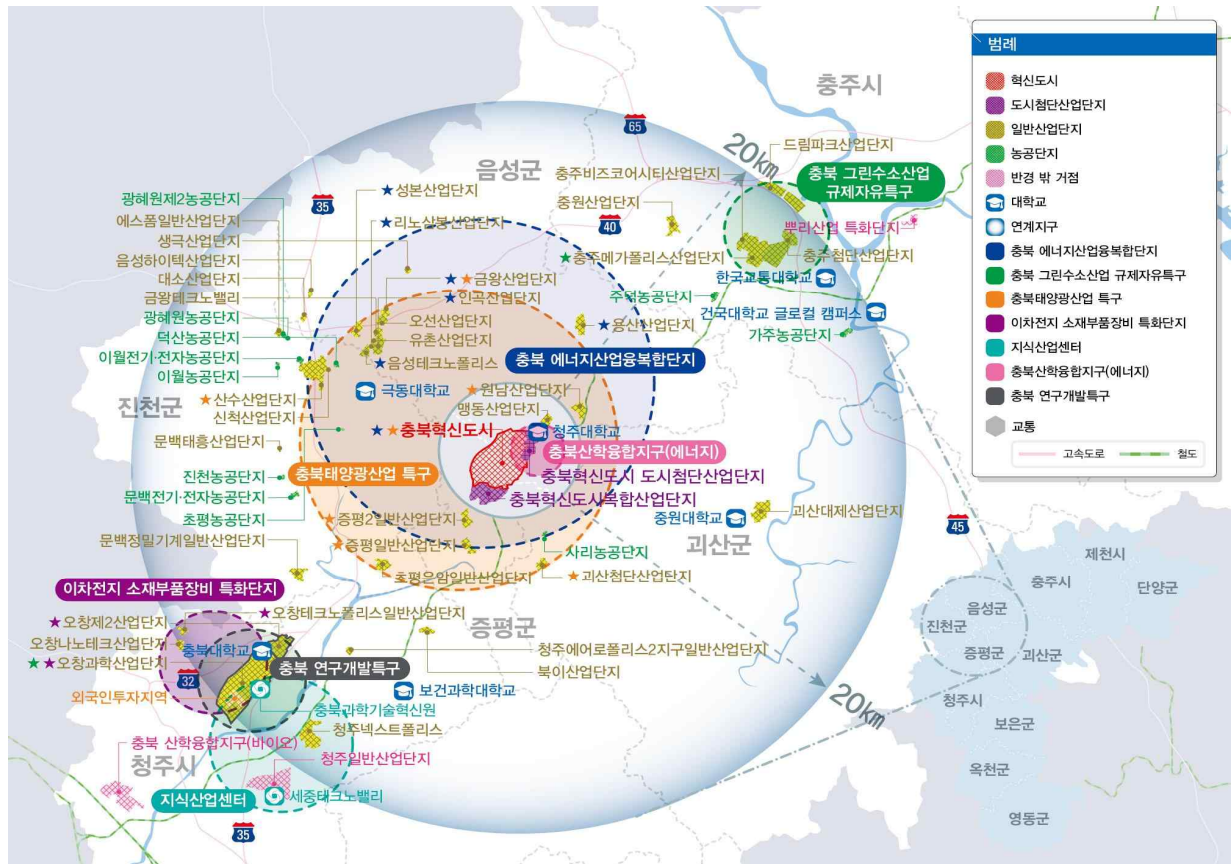 범례
혁신도시
도시첨단산업단지
일반산업단지
농공단지
반경 밖 거점
대학교
연계지구
충북 에너지산업융복합단지
충북 그린수소산업 규제자유특구
충북태양광산업 특구
이차전지 소재부품장비 특화단지
지식산업센터
충북산학융합지구(에너지)
충북 연구개발특구
교통
고속도로
철도
충주시
65
20km
드림파크산업단지
충주비즈코어시티산업단지
충북 그린수소산업
규제자유특구
음성군
광혜원제2농공단지
★성본산업단지
35
중원산업단지
에스폼일반산업단지
★리노삼봉산업단지
40
뿌리산업 특화단지
생극산업단지
충주첨단산업단지
음성하이텍산업단지
★충주메가폴리스산업단지
대소산업단지
★★금왕산업단지
한국교통대학교
금왕테크노밸리
★인곡산업단지
주덕농공단지
광혜원농공단지
오선산업단지
건국대학교 글로컬 캠퍼스
덕산농공단지
유촌산업단지
★용산산업단지
가주농공단지
이월전기·전자농공단지
★음성테크노폴리스
충북 에너지산업융복합단지
이월농공단지
극동대학교
★원남산업단지
진천군
★산수산업단지
신척산업단지
맹동산업단지
★★충북혁신도시
청주대학교
문백태흥산업단지
충북산학융합지구(에너지)
충북태양광산업 특구
진천농공단지
충북혁신도시 도시첨단산업단지
문백전기·전자농공단지
충북혁신도시복합산업단지
초평농공단지
★증평2일반산업단지
중원대학교
괴산대제산업단지
45
문백정밀기계일반산업단지
★증평일반산업단지
사리농공단지
괴산군
초평은암일반산업단지
★괴산첨단산업탄지
이차전지 소재부품장비 특화단지
★오창테크노폴리스일반산업단지
★오창제2산업단지
증평군
오창나노테크산업단지
충북대학교
청주에어로폴리스2지구일반산업단지
★★오창과학산업단지
충북 연구개발특구
북이산업단지
32
외국인투자지역
보건과학대학교
20km
충북과학기술혁신원
청주넥스트폴리스
충북 산학융합지구(바이오)
청주일반산업단지
청주시
지식산업센터
세중테크노밸리
35
제천시
충주시
단양군
음성군
진천군
증평군
괴산군
청주시
보은군
옥천군
영동군